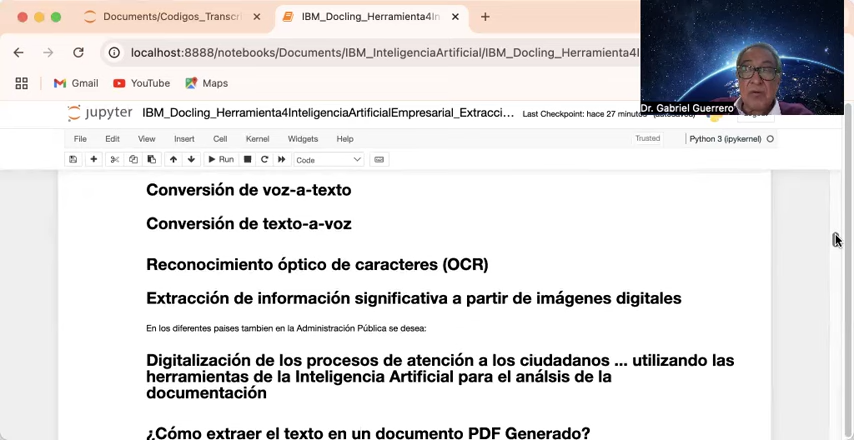 Documents/Codigos_Transcri
IBM_Docling_Herramienta4In
localhost:8888/notebooks/Documents/IBM_InteligenciaArtificial/IBM_Docling_Herramienta4I
Gmail
YouTube
Maps
Dr. Gabriel Guerrero
jupyter IBM_Docling_Herramienta4InteligenciaArtificialEmpresarial_Extracci... Last Checkpoint: hace 27 minutos
File Edit View Insert Cell Kernel Widgets Help
Trusted
Python 3 (ipykernel)
Run
Code
Conversión de voz-a-texto
Conversión de texto-a-voz
Reconocimiento óptico de caracteres (OCR)
Extracción de información significativa a partir de imágenes digitales
En los diferentes paises tambien en la Administración Pública se desea:
Digitalización de los procesos de atención a los ciudadanos ... utilizando las
herramientas de la Inteligencia Artificial para el análsis de la
documentación
¿Cómo extraer el texto en un documento PDF Generado?